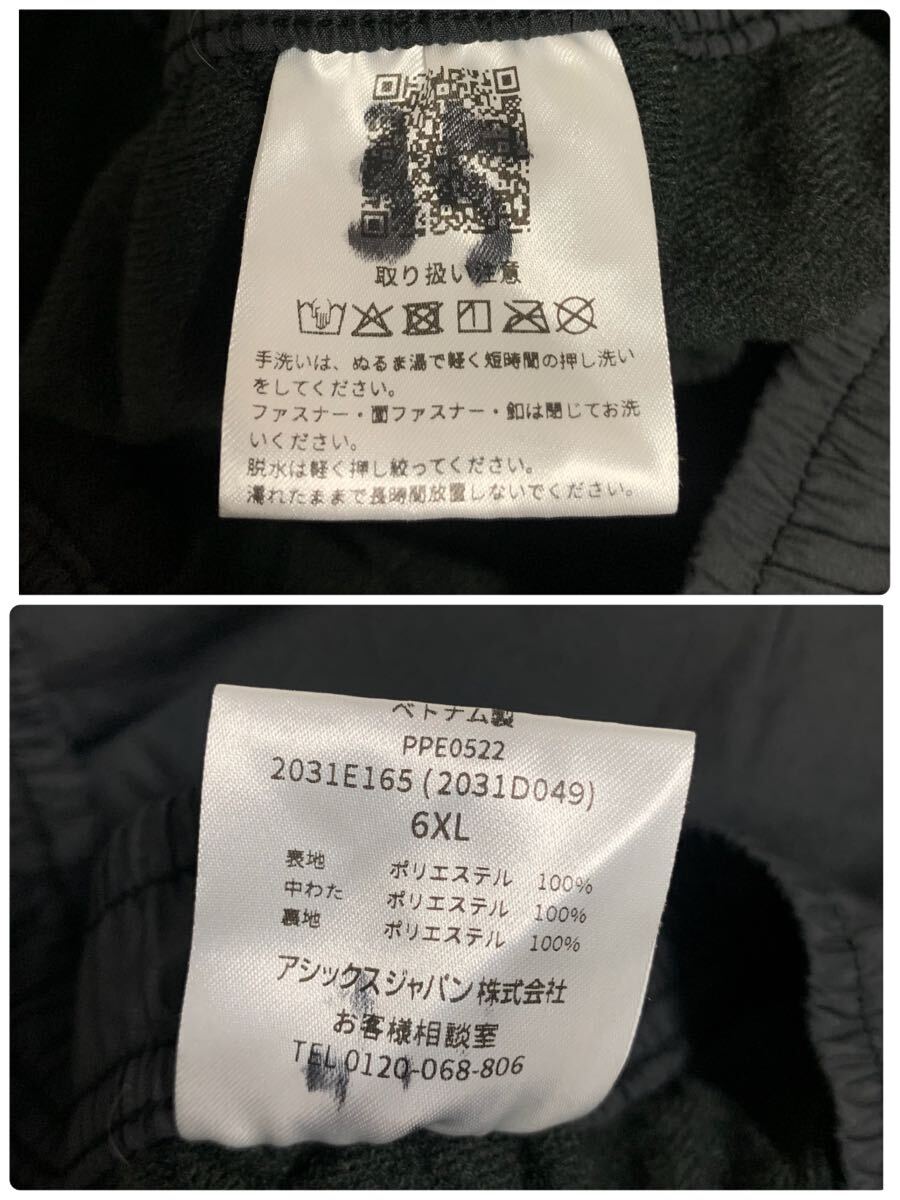 取り扱い注意
手洗いは、ぬるま湯で軽く短時間の押し洗い
をしてください。
ファスナー・面ファスナー・釦は閉じてお洗
いください。
脱水は軽く押し絞ってください。
濡れたままで長時間放置しないでください。
ベトナム製
PPE0522
2031E165 (2031D049)
6XL
表地 ポリエステル 100%
中わた ポリエステル 100%
裏地 ポリエステル 100%
アシックスジャパン株式会社
お客様相談室
TEL 0120-068-806